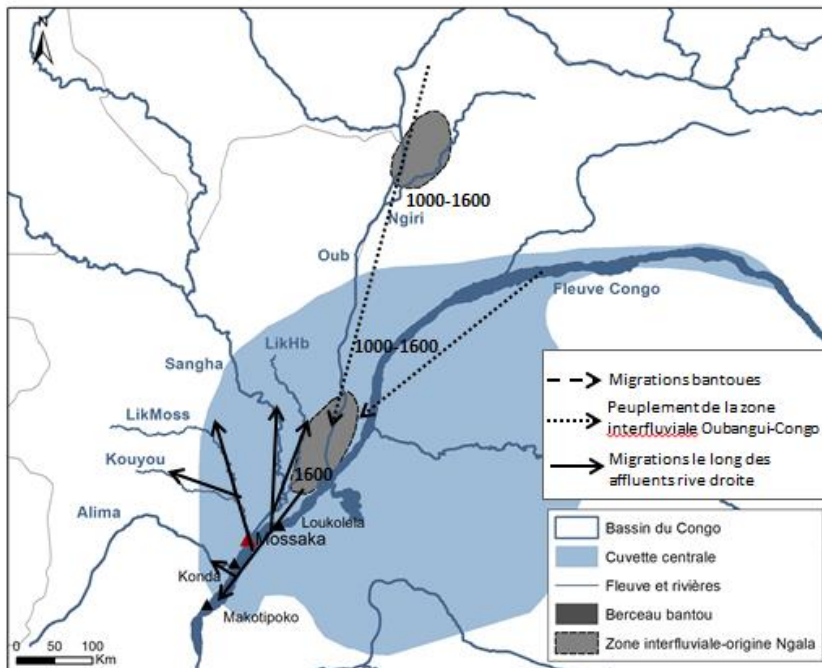 N
1000-1600
Ngiri
Oub
Fleuve Congo
LikHb
1000-1600
Sangha
LikMoss
Kouyou
1600
Alima
Loukolela
Mossaka
Konda
Makotipoko
0 50 100
Km
Migrations bantoues
Peuplement de la zone
interfluviale Oubangui-Congo
Migrations le long des
affluents rive droite
Bassin du Congo
Cuvette centrale
Fleuve et rivières
Berceau bantou
Zone interfluviale-origine Ngala